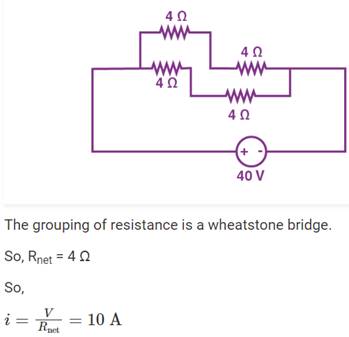 4 Ω
4 Ω
4 Ω
4 Ω
+ -
40 V
The grouping of resistance is a wheatstone bridge.
So, Rnet = 4 Ω
So,
i = V/Rnet = 10 A